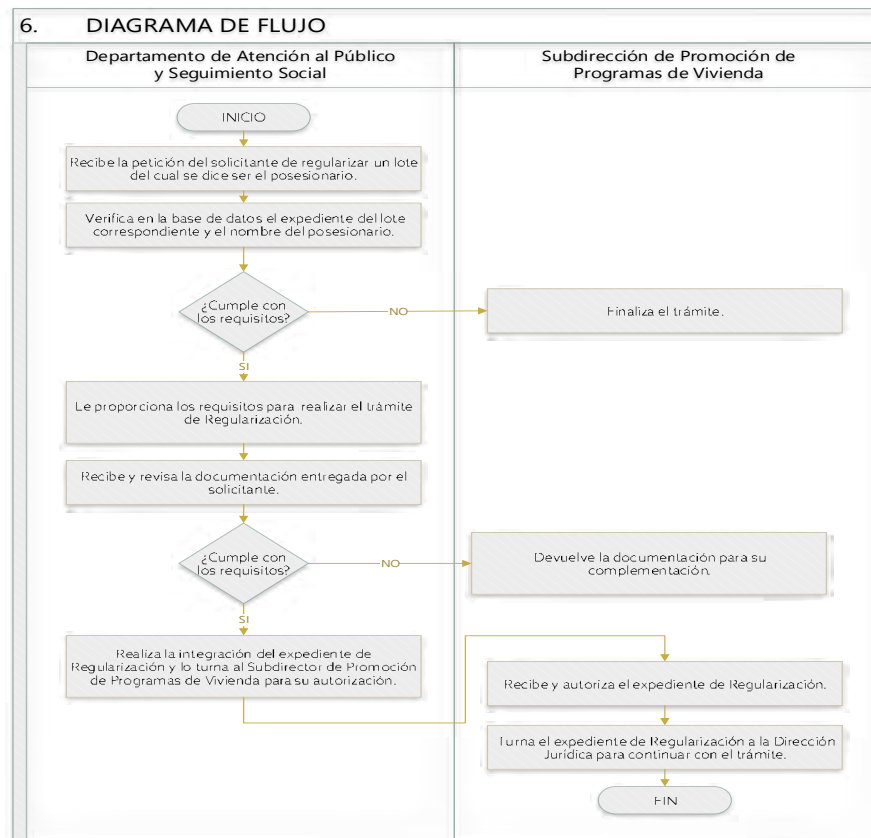 6. DIAGRAMA DE FLUJO
Departamento de Atención al Público
y Seguimiento Social
Subdirección de Promoción de
Programas de Vivienda
INICIO
Recibe la petición del solicitante de regularizar un lote
del cual se dice ser el posesionario.
Verifica en la base de datos el expediente del lote
correspondiente y el nombre del posesionario.
¿Cumple con
los requisitos?
NO
Finaliza el trámite.
SI
Le proporciona los requisitos para realizar el trámite
de Regularización.
Recibe y revisa la documentación entregada por el
solicitante.
¿Cumple con
los requisitos?
NO
Devuelve la documentación para su
complementación.
SI
Realiza la integración del expediente de
Regularización y lo turna al Subdirector de Promoción
de Programas de Vivienda para su autorización.
Recibe y autoriza el expediente de Regularización.
Turna el expediente de Regularización a la Dirección
Jurídica para continuar con el trámite.
FIN